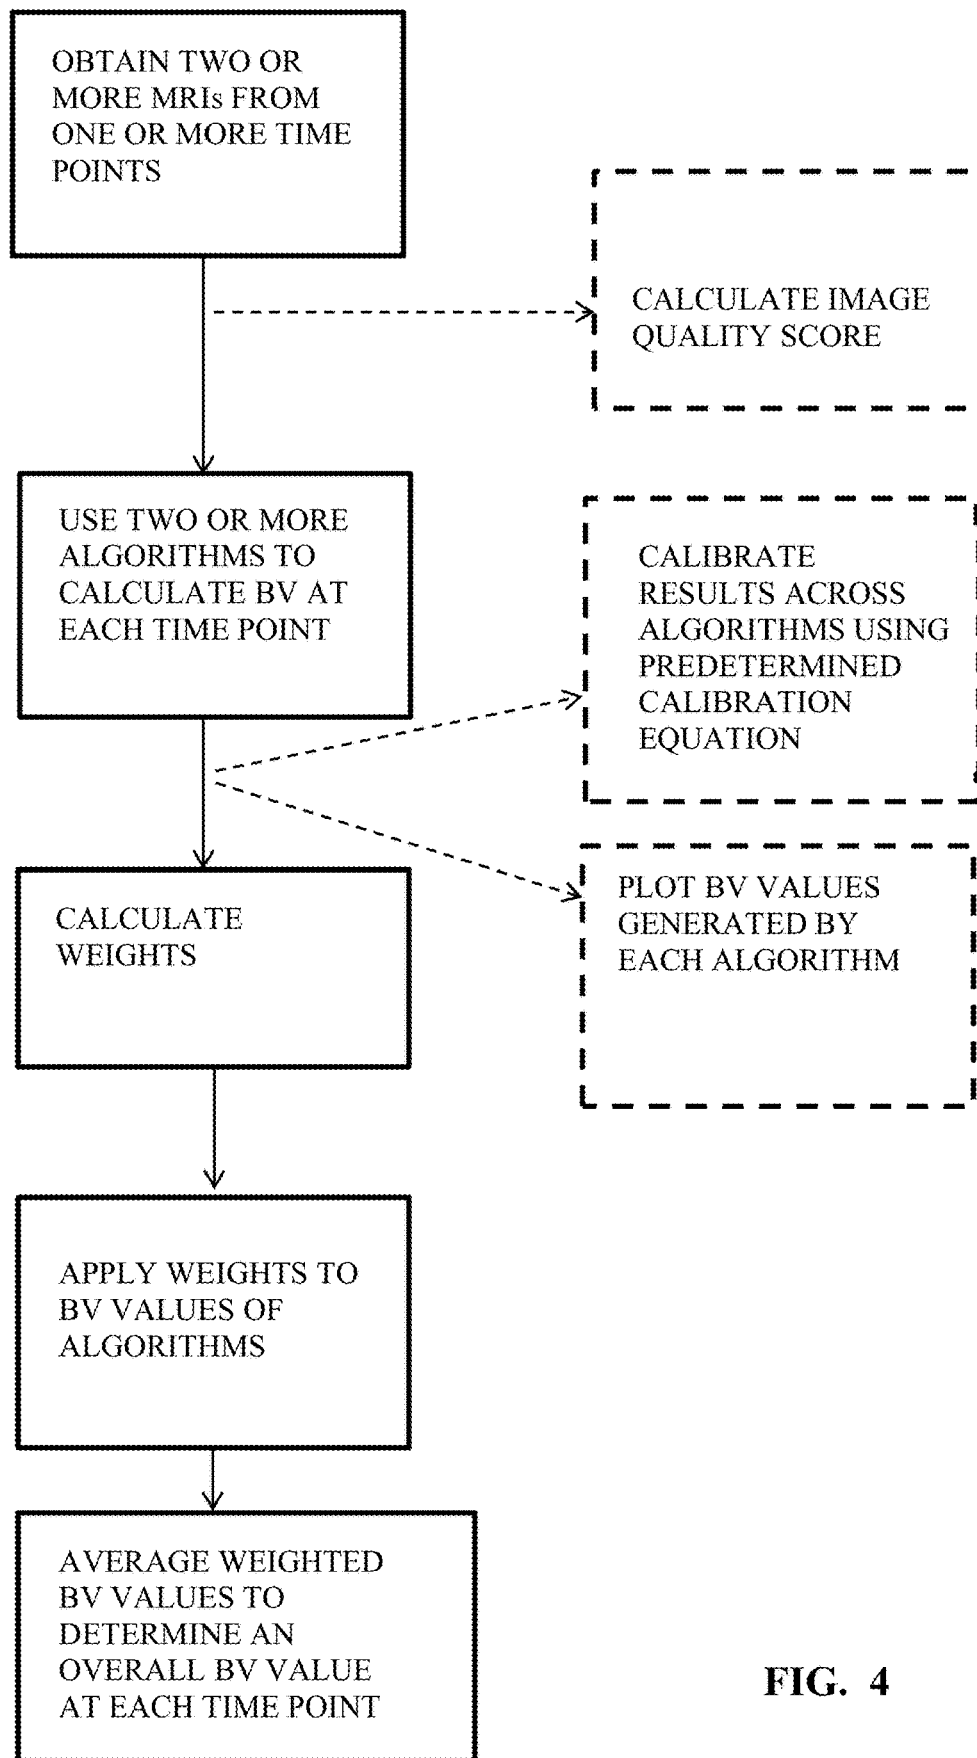 OBTAIN TWO OR
MORE MRIs FROM
ONE OR MORE TIME
POINTS
CALCULATE IMAGE
QUALITY SCORE
USE TWO OR MORE
ALGORITHMS TO
CALCULATE BV AT
EACH TIME POINT
CALIBRATE
RESULTS ACROSS
ALGORITHMS USING
PREDETERMINED
CALIBRATION
EQUATION
CALCULATE
WEIGHTS
PLOT BV VALUES
GENERATED BY
EACH ALGORITHM
APPLY WEIGHTS TO
BV VALUES OF
ALGORITHMS
AVERAGE WEIGHTED
BV VALUES TO
DETERMINE AN
OVERALL BV VALUE
AT EACH TIME POINT
FIG. 4